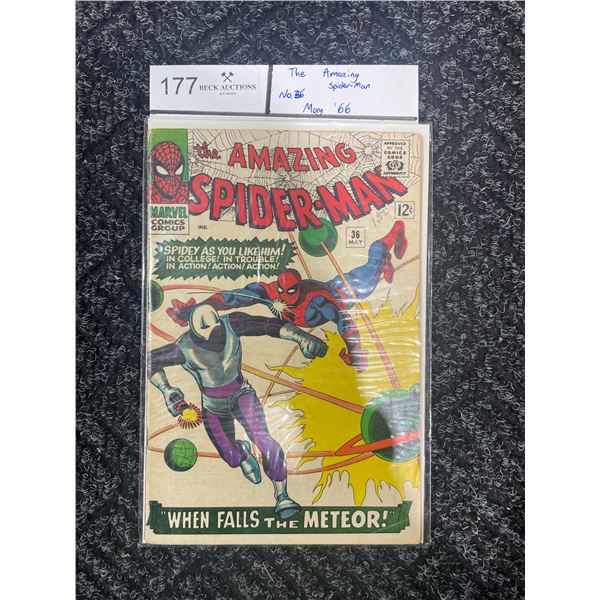 177
BECK AUCTIONS
The Amazing
Spider-Man
No. 36
May '66
APPROVED
BY THE
COMICS
CODE
AUTHORITY
the AMAZING
SPIDER-MAN
MARVEL
COMICS
GROUP
IND.
12¢
36
MAY
SPIDEY AS YOU LIKE HIM!
IN COLLEGE! IN TROUBLE!
IN ACTION! ACTION! ACTION!
"WHEN FALLS THE METEOR!"